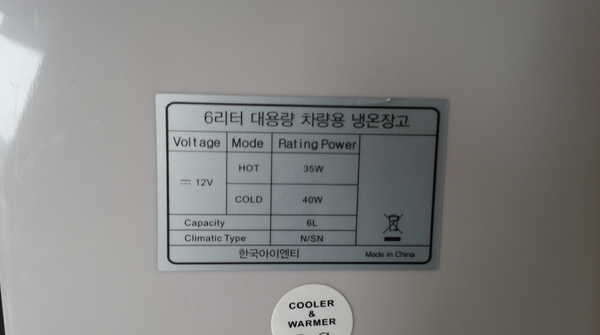 6리터 대용량 차량용 냉온장고
Voltage Mode Rating Power
12V HOT 35W
COLD 40W
Capacity 6L
Climatic Type N/SN
한국아이엔티 Made in China
COOLER
&
WARMER